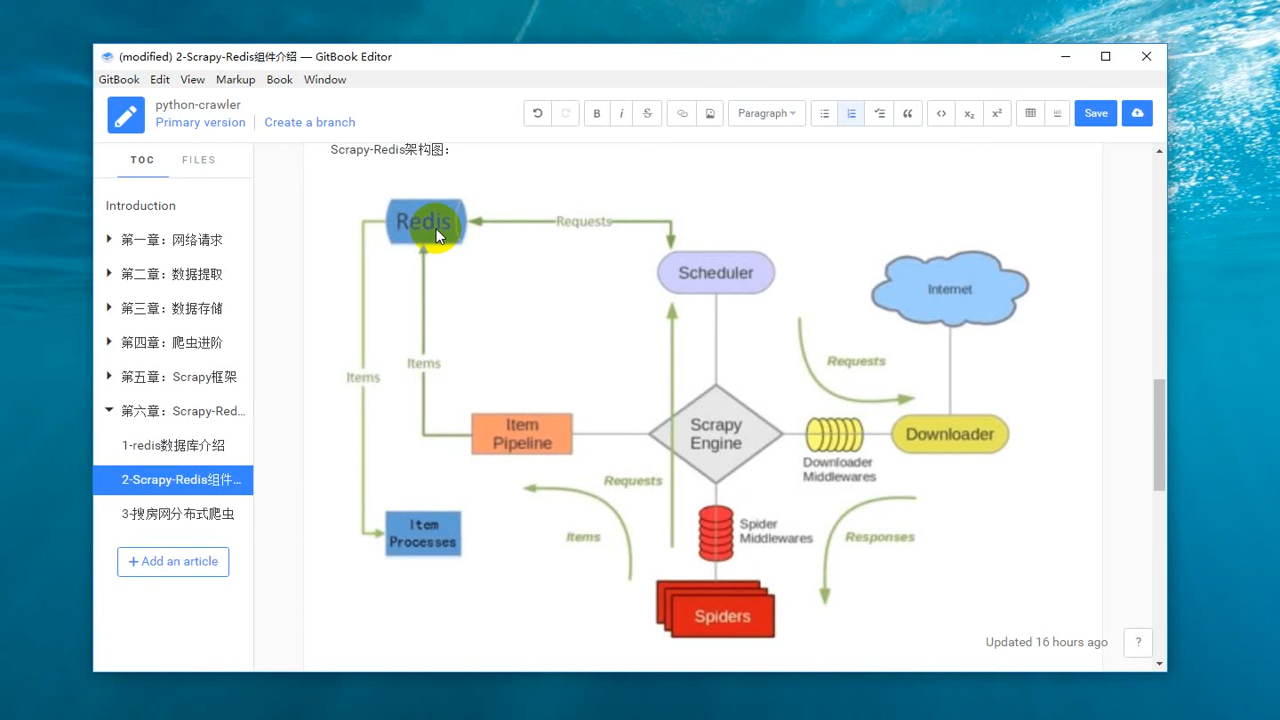 (modified) 2-Scrapy-Redis组件介绍 — GitBook Editor
GitBook Edit View Markup Book Window
python-crawler
Primary version Create a branch
B i S Paragraph x₂ x² Save
TOC FILES
Introduction
第一章：网络请求
第二章：数据提取
第三章：数据存储
第四章：爬虫进阶
第五章：Scrapy框架
第六章：Scrapy-Red...
1-redis数据库介绍
2-Scrapy-Redis组件...
3-搜房网分布式爬虫
+ Add an article
Scrapy-Redis架构图：
Redis
Requests
Scheduler
Internet
Items
Items
Requests
Item
Pipeline
Scrapy
Engine
Downloader
Downloader
Middlewares
Requests
Item
Processes
Items
Spider
Middlewares
Responses
Spiders
Updated 16 hours ago
?